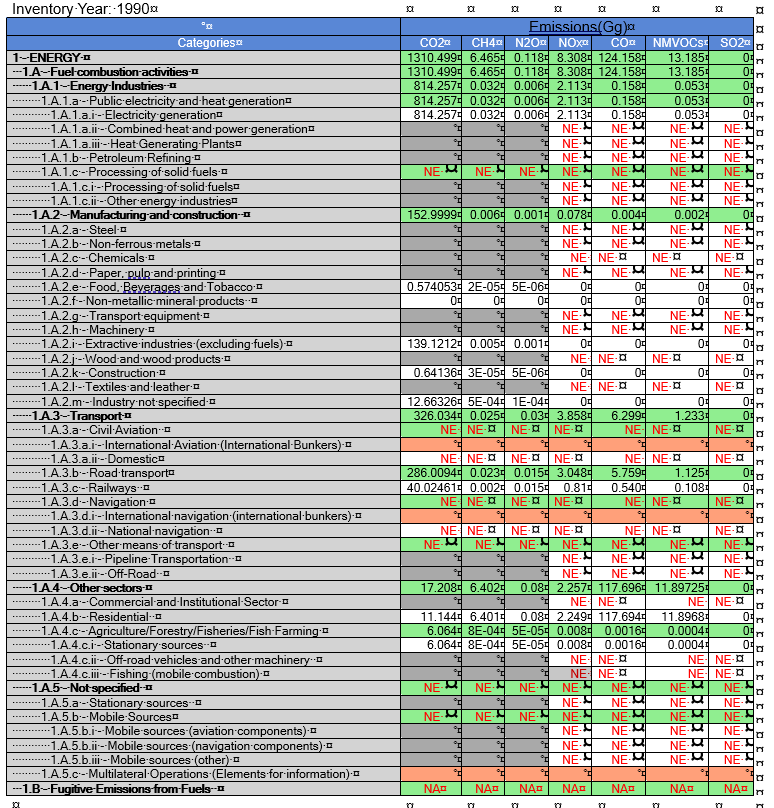 Inventory Year: 1990
Emissions(Gg)
Categories CO2 CH4 N2O NOx CO NMVOCs SO2
1 - ENERGY 1310.499 6.465 0.118 8.308 124.158 13.185 0
1.A - Fuel combustion activities 1310.499 6.465 0.118 8.308 124.158 13.185 0
1.A.1 - Energy Industries 814.257 0.032 0.006 2.113 0.158 0.053 0
1.A.1.a - Public electricity and heat generation 814.257 0.032 0.006 2.113 0.158 0.053 0
1.A.1.a.i - Electricity generation 814.257 0.032 0.006 2.113 0.158 0.053 0
1.A.1.a.ii - Combined heat and power generation NE NE NE NE
1.A.1.a.iii - Heat Generating Plants NE NE NE NE
1.A.1.b - Petroleum Refining NE NE NE NE
1.A.1.c - Processing of solid fuels NE NE NE NE NE NE NE
1.A.1.c.i - Processing of solid fuels NE NE NE NE
1.A.1.c.ii - Other energy industries NE NE NE NE
1.A.2 - Manufacturing and construction 152.9999 0.006 0.001 0.078 0.004 0.002 0
1.A.2.a - Steel NE NE NE NE
1.A.2.b - Non-ferrous metals NE NE NE NE
1.A.2.c - Chemicals NE NE NE NE
1.A.2.d - Paper, pulp and printing NE NE NE NE
1.A.2.e - Food, Beverages and Tobacco 0.574053 2E-05 5E-06 0 0 0 0
1.A.2.f - Non-metallic mineral products 0 0 0 0 0 0 0
1.A.2.g - Transport equipment NE NE NE NE
1.A.2.h - Machinery NE NE NE NE
1.A.2.i - Extractive industries (excluding fuels) 139.1212 0.005 0.001 0 0 0 0
1.A.2.j - Wood and wood products NE NE NE NE
1.A.2.k - Construction 0.64136 3E-05 5E-06 0 0 0 0
1.A.2.l - Textiles and leather NE NE NE NE
1.A.2.m - Industry not specified 12.66326 5E-04 1E-04 0 0 0 0
1.A.3 - Transport 326.034 0.025 0.03 3.858 6.299 1.233 0
1.A.3.a - Civil Aviation NE NE NE NE NE NE NE
1.A.3.a.i - International Aviation (International Bunkers)
1.A.3.a.ii - Domestic NE NE NE NE NE NE NE
1.A.3.b - Road transport 286.0094 0.023 0.015 3.048 5.759 1.125 0
1.A.3.c - Railways 40.02461 0.002 0.015 0.81 0.540 0.108 0
1.A.3.d - Navigation NE NE NE NE NE NE NE
1.A.3.d.i - International navigation (international bunkers)
1.A.3.d.ii - National navigation NE NE NE NE NE NE NE
1.A.3.e - Other means of transport NE NE NE NE NE NE NE
1.A.3.e.i - Pipeline Transportation NE NE NE NE
1.A.3.e.ii - Off-Road NE NE NE NE
1.A.4 - Other sectors 17.208 6.402 0.08 2.257 117.696 11.89725 0
1.A.4.a - Commercial and Institutional Sector NE NE NE NE
1.A.4.b - Residential 11.144 6.401 0.08 2.249 117.694 11.8968 0
1.A.4.c - Agriculture/Forestry/Fisheries/Fish Farming 6.064 8E-04 5E-05 0.008 0.0016 0.0004 0
1.A.4.c.i - Stationary sources 6.064 8E-04 5E-05 0.008 0.0016 0.0004 0
1.A.4.c.ii - Off-road vehicles and other machinery NE NE NE NE
1.A.4.c.iii - Fishing (mobile combustion) NE NE NE NE
1.A.5 - Not specified NE NE NE NE NE NE NE
1.A.5.a - Stationary sources NE NE NE NE
1.A.5.b - Mobile Sources NE NE NE NE NE NE NE
1.A.5.b.i - Mobile sources (aviation components) NE NE NE NE
1.A.5.b.ii - Mobile sources (navigation components) NE NE NE NE
1.A.5.b.iii - Mobile sources (other) NE NE NE NE
1.A.5.c - Multilateral Operations (Elements for information)
1.B - Fugitive Emissions from Fuels NA NA NA NA NA NA NA